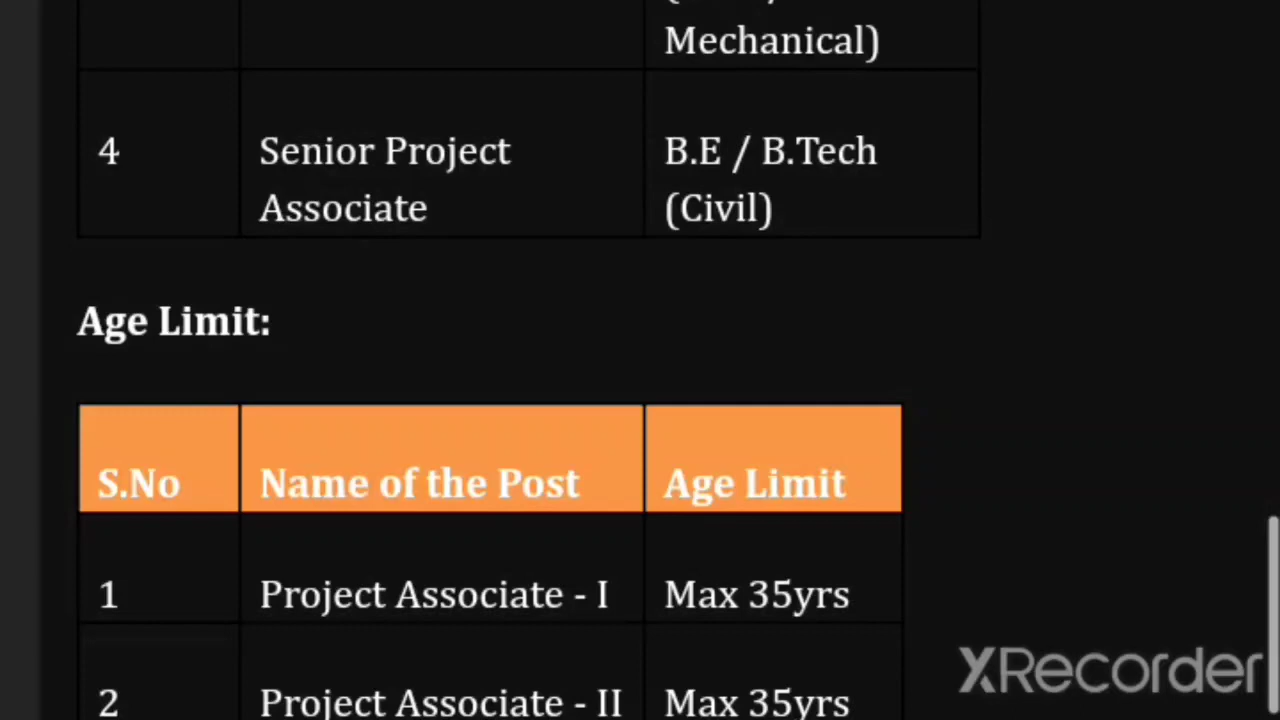 Mechanical)
4 Senior Project B.E / B.Tech
Associate (Civil)
Age Limit:
S.No Name of the Post Age Limit
1 Project Associate - I Max 35yrs
2 Project Associate - II Max 35yrs
XRecorder